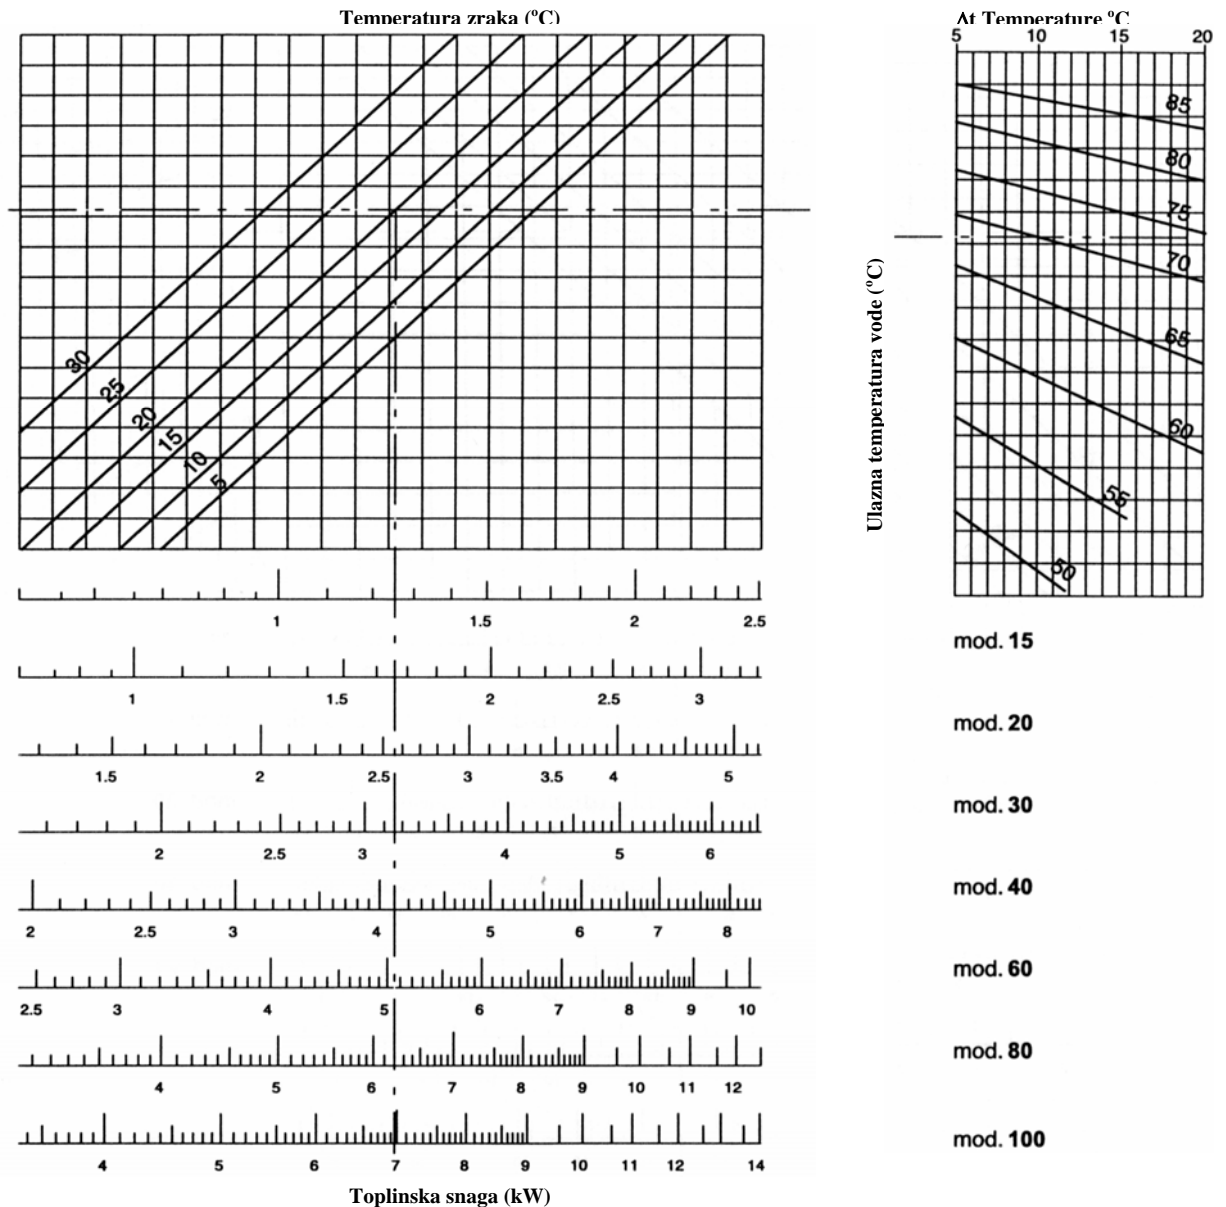 Temperatura zraka (°C)
Δt Temperature °C
5 10 15 20
85
80
75
70
65
60
55
50
Ulazna temperatura vode (°C)
30
25
20
15
10
5
1 1.5 2 2.5
mod. 15
1 1.5 2 2.5 3
mod. 20
1.5 2 2.5 3 3.5 4 5
mod. 30
2 2.5 3 4 5 6
mod. 40
2 2.5 3 4 5 6 7 8
mod. 60
2.5 3 4 5 6 7 8 9 10
mod. 80
4 5 6 7 8 9 10 11 12
mod. 100
4 5 6 7 8 9 10 11 12 14
Toplinska snaga (kW)